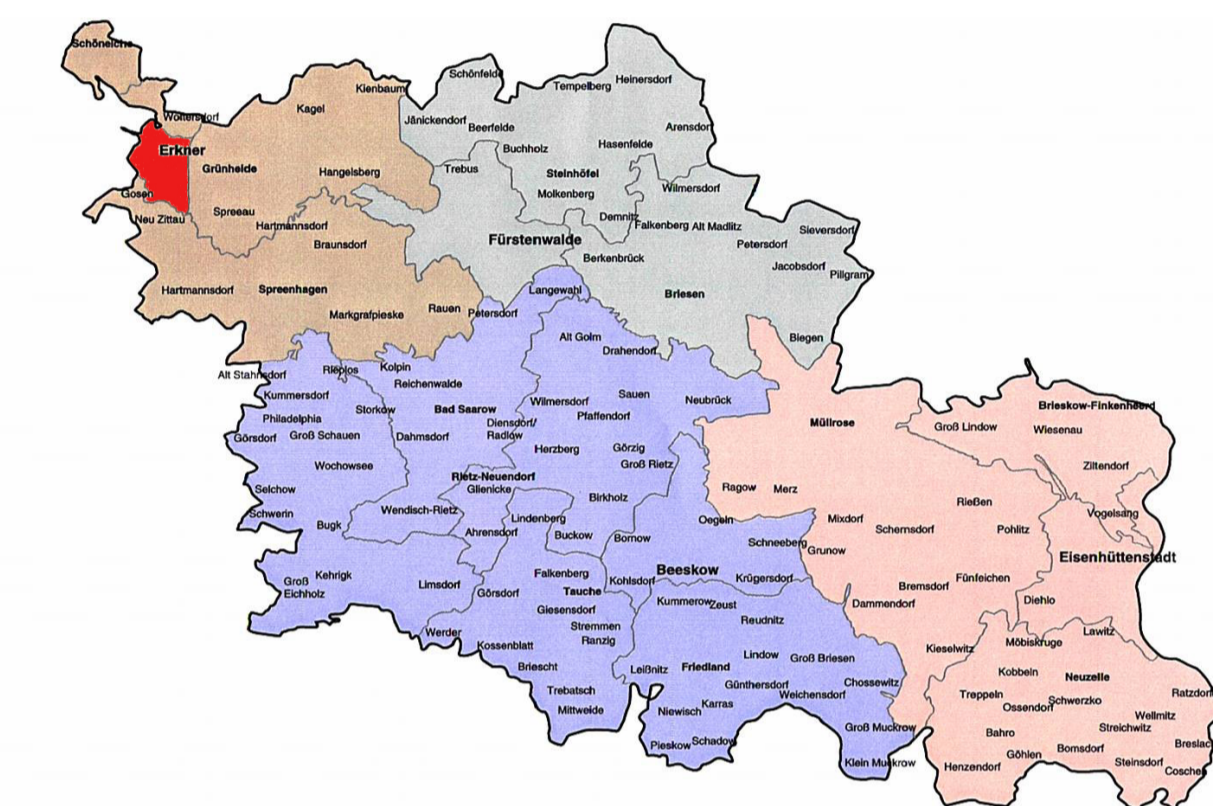 Schöneiche
Woltersdorf
Erkner
Gosen
Neu Zittau
Grünheide
Kagel
Kienbaum
Hangelsberg
Spreeau
Hartmannsdorf
Braunsdorf
Hartmannsdorf
Spreenhagen
Markgrafpieske
Rauen
Schönfelde
Tempelberg
Heinersdorf
Jänickendorf
Beerfelde
Buchholz
Hasenfelde
Arensdorf
Trebus
Steinhöfel
Molkenberg
Wilmersdorf
Demnitz
Falkenberg
Alt Madlitz
Fürstenwalde
Berkenbrück
Petersdorf
Sieversdorf
Jacobsdorf
Pillgram
Briesen
Biegen
Langewahl
Petersdorf
Alt Golm
Drahendorf
Alt Stahnsdorf
Rieplos
Kolpin
Reichenwalde
Kummersdorf
Storkow
Bad Saarow
Wilmersdorf
Sauen
Neubrück
Philadelphia
Diensdorf/
Radlow
Pfaffendorf
Görsdorf
Groß Schauen
Dahmsdorf
Herzberg
Görzig
Groß Rietz
Wochowsee
Rietz-Neuendorf
Glienicke
Selchow
Birkholz
Schwerin
Bugk
Wendisch-Rietz
Lindenberg
Ahrensdorf
Buckow
Bornow
Oegeln
Schneeberg
Beeskow
Groß
Eichholz
Kehrigk
Limsdorf
Falkenberg
Kohlsdorf
Krügersdorf
Görsdorf
Tauche
Giesensdorf
Kummerow
Zeust
Stremmen
Ranzig
Reudnitz
Werder
Kossenblatt
Briescht
Leißnitz
Friedland
Lindow
Groß Briesen
Trebatsch
Mittweide
Günthersdorf
Weichensdorf
Chossewitz
Niewisch
Karras
Pieskow
Schadow
Groß Muckrow
Klein Muckrow
Müllrose
Groß Lindow
Brieskow-Finkenheerd
Wiesenau
Ziltendorf
Ragow
Merz
Rießen
Vogelsang
Mixdorf
Schernsdorf
Pohlitz
Grunow
Eisenhüttenstadt
Bremsdorf
Fünfeichen
Dammendorf
Diehlo
Kieselwitz
Möbiskruge
Lawitz
Kobbeln
Neuzelle
Treppeln
Ossendorf
Schwerzko
Ratzdorf
Wellmitz
Bahro
Streichwitz
Göhlen
Bomsdorf
Breslack
Henzendorf
Steinsdorf
Coschen